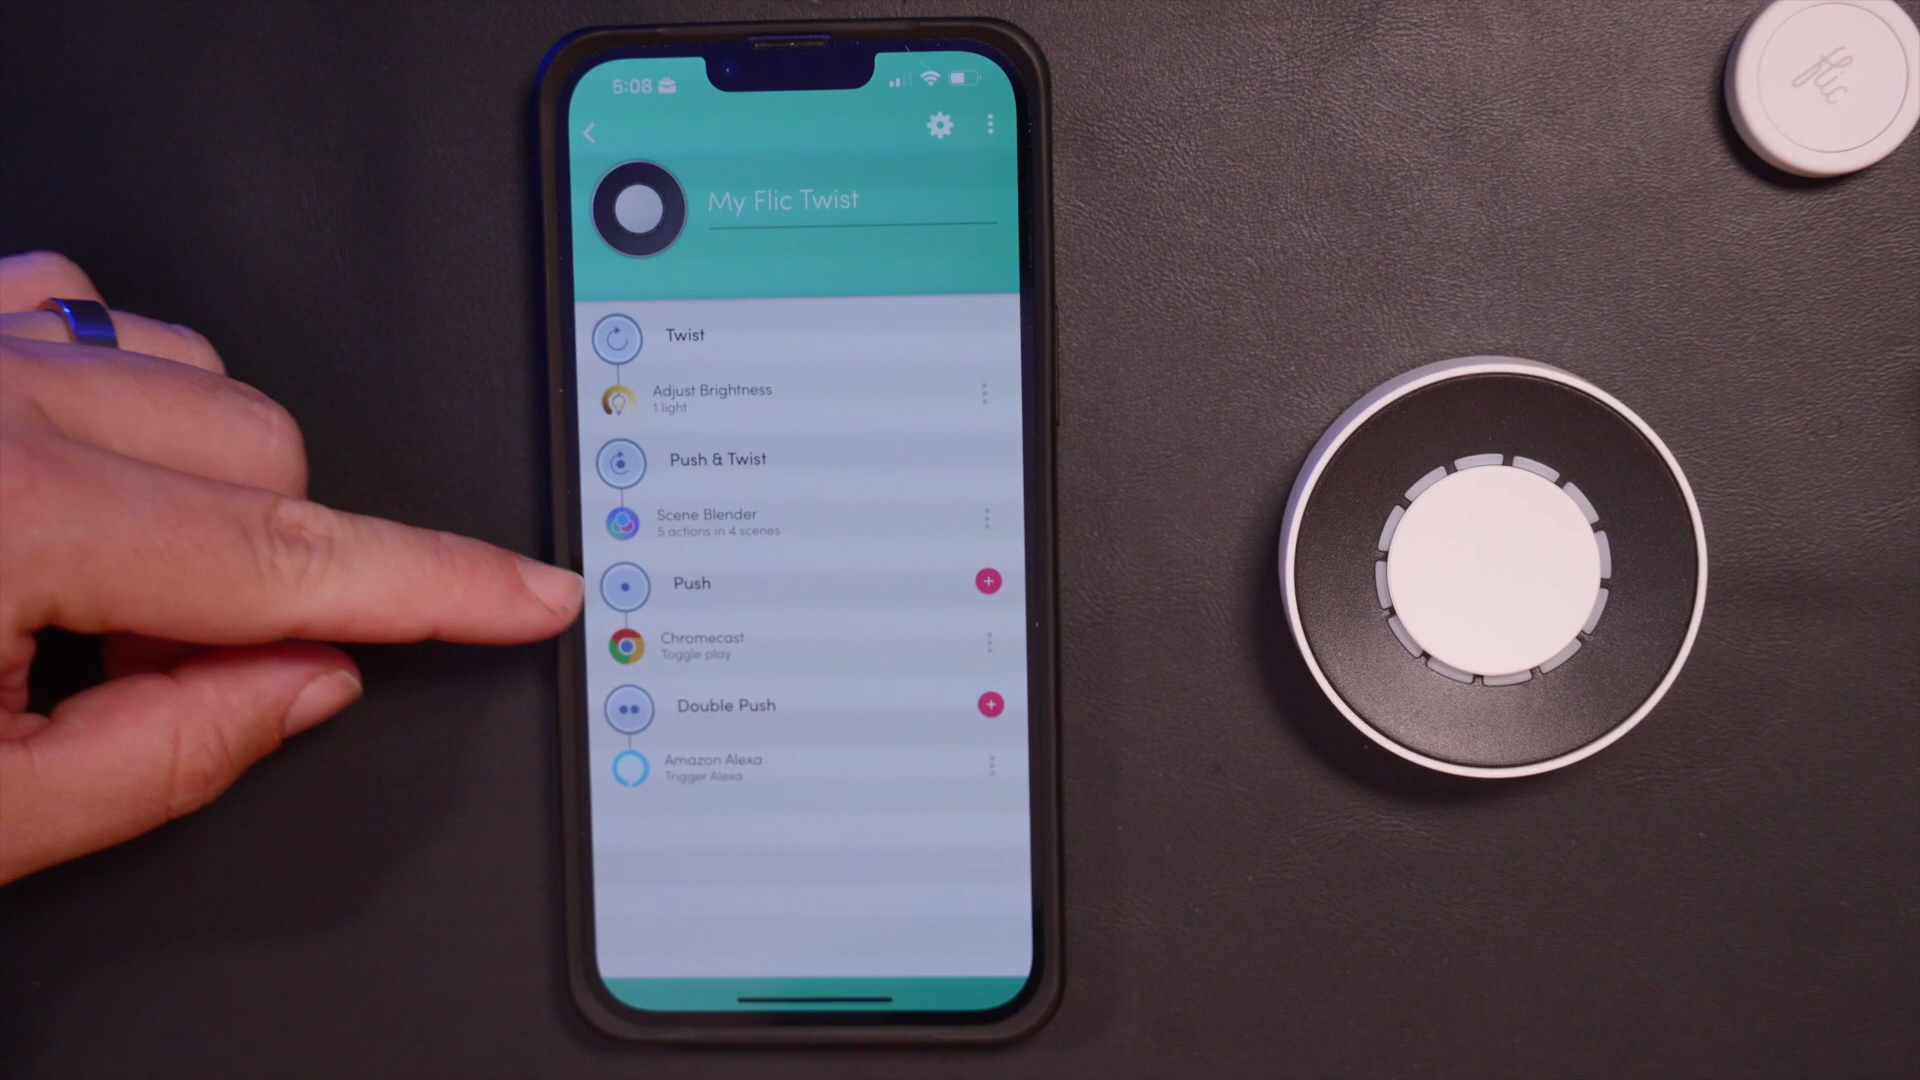 5:08
My Flic Twist
Twist
Adjust Brightness
1 light
Push & Twist
Scene Blender
5 actions in 4 scenes
Push
Chromecast
Toggle play
Double Push
Amazon Alexa
Trigger Alexa
flic